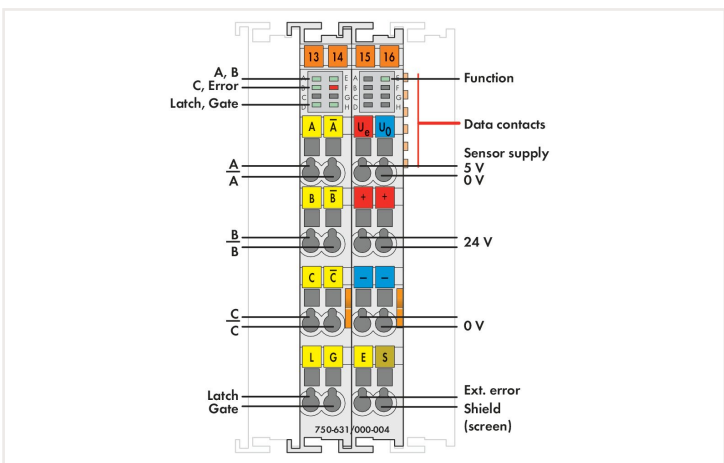 13 14 15 16
A, B
C, Error
Latch, Gate
A E A E
B F B F
C G C G
D H D H
Function
Data contacts
A A̅ Ue U0
Sensor supply
5 V
0 V
A
A̅
B B̅ + +
B
B̅
24 V
C C̅ – –
C
C̅
0 V
L G E S
Latch
Gate
Ext. error
Shield
(screen)
750-631/000-004